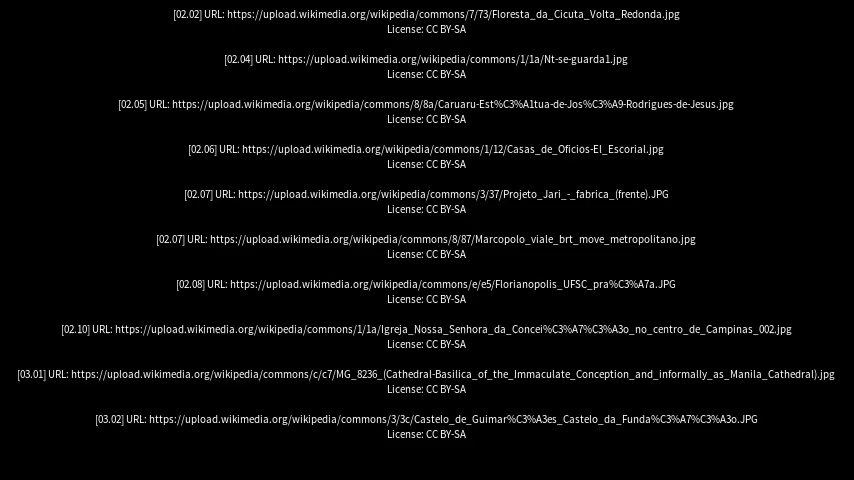 [02.02] URL: https://upload.wikimedia.org/wikipedia/commons/7/73/Floresta_da_Cicuta_Volta_Redonda.jpg
License: CC BY-SA
[02.04] URL: https://upload.wikimedia.org/wikipedia/commons/1/1a/Nt-se-guarda1.jpg
License: CC BY-SA
[02.05] URL: https://upload.wikimedia.org/wikipedia/commons/8/8a/Caruaru-Est%C3%A1tua-de-Jos%C3%A9-Rodrigues-de-Jesus.jpg
License: CC BY-SA
[02.06] URL: https://upload.wikimedia.org/wikipedia/commons/1/12/Casas_de_Oficios-El_Escorial.jpg
License: CC BY-SA
[02.07] URL: https://upload.wikimedia.org/wikipedia/commons/3/37/Projeto_Jari_-_fabrica_(frente).JPG
License: CC BY-SA
[02.07] URL: https://upload.wikimedia.org/wikipedia/commons/8/87/Marcopolo_viale_brt_move_metropolitano.jpg
License: CC BY-SA
[02.08] URL: https://upload.wikimedia.org/wikipedia/commons/e/e5/Florianopolis_UFSC_pra%C3%A7a.JPG
License: CC BY-SA
[02.10] URL: https://upload.wikimedia.org/wikipedia/commons/1/1a/Igreja_Nossa_Senhora_da_Concei%C3%A7%C3%A3o_no_centro_de_Campinas_002.jpg
License: CC BY-SA
[03.01] URL: https://upload.wikimedia.org/wikipedia/commons/c/c7/MG_8236_(Cathedral-Basilica_of_the_Immaculate_Conception_and_informally_as_Manila_Cathedral).jpg
License: CC BY-SA
[03.02] URL: https://upload.wikimedia.org/wikipedia/commons/3/3c/Castelo_de_Guimar%C3%A3es_Castelo_da_Funda%C3%A7%C3%A3o.JPG
License: CC BY-SA